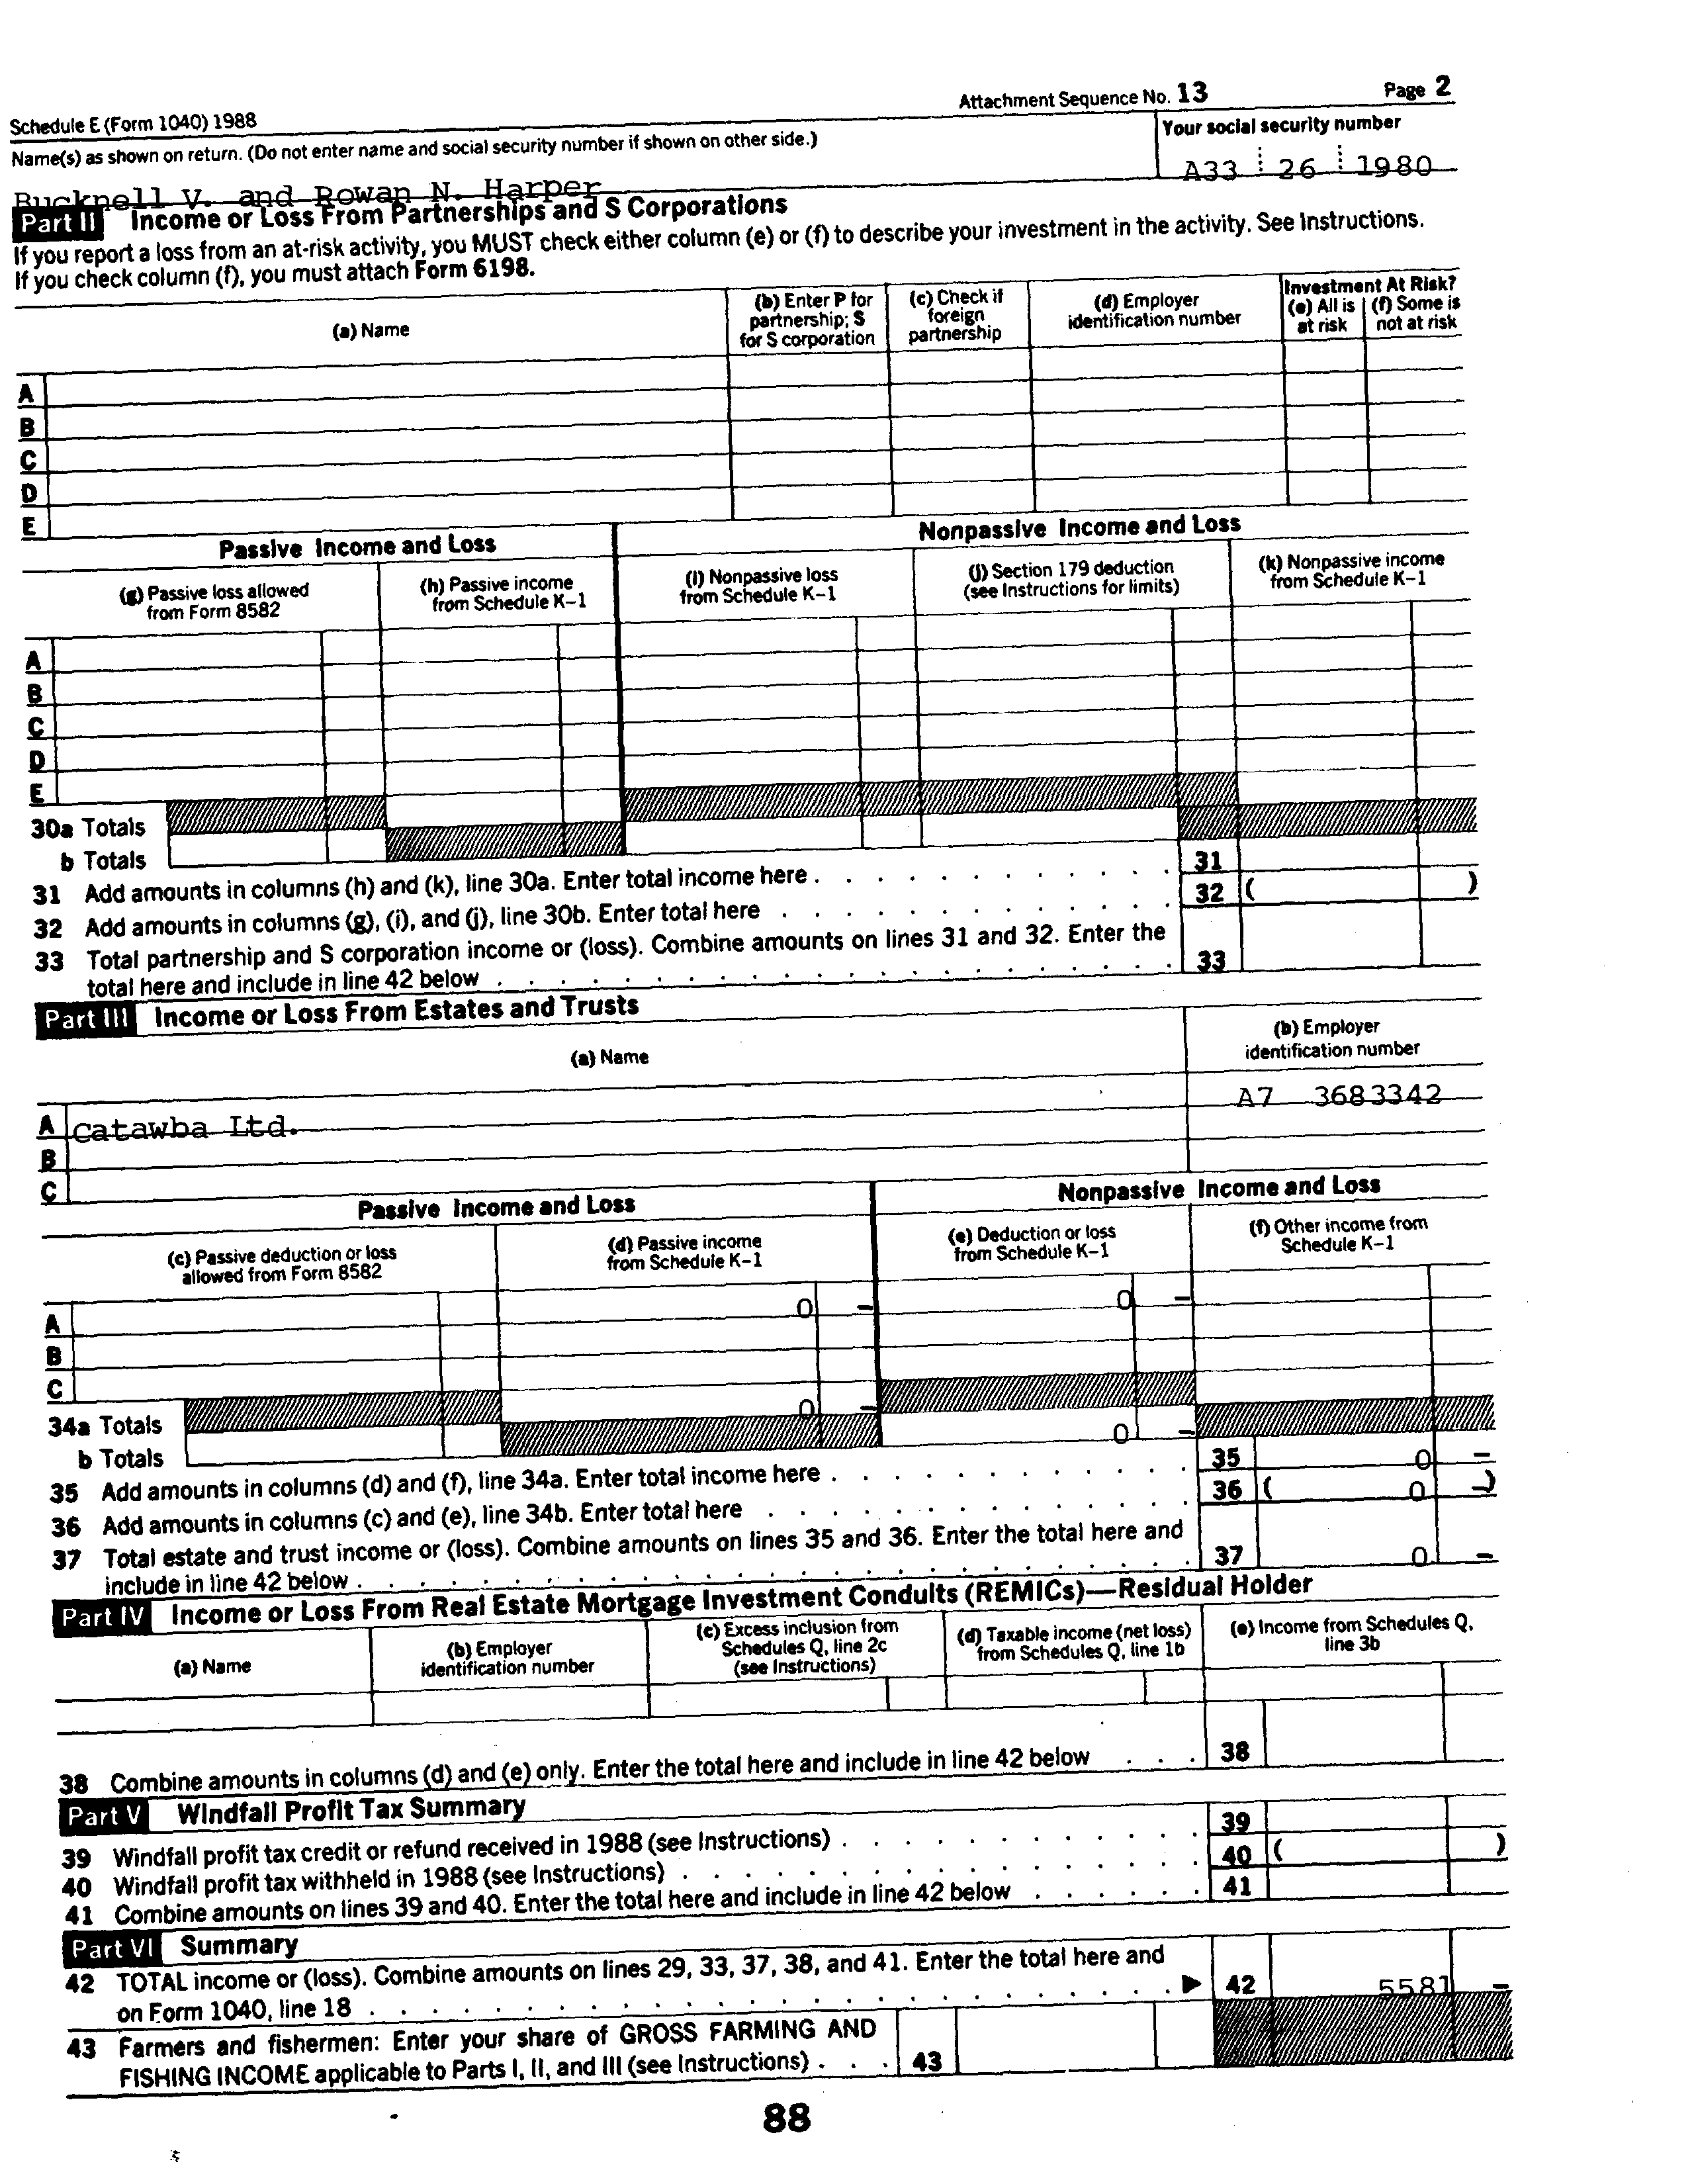 Schedule E (Form 1040) 1988 Attachment Sequence No. 13 Page 2
Name(s) as shown on return. (Do not enter name and social security number if shown on other side.) Your social security number
Bucknell V. and Rowan N. Harper A33 26 1980
Part II Income or Loss From Partnerships and S Corporations
If you report a loss from an at-risk activity, you MUST check either column (e) or (f) to describe your investment in the activity. See Instructions.
If you check column (f), you must attach Form 6198.
(a) Name
(b) Enter P for
partnership; S
for S corporation
(c) Check if
foreign
partnership
(d) Employer
identification number
Investment At Risk?
(e) All is
at risk
(f) Some is
not at risk
A
B
C
D
E
Passive Income and Loss Nonpassive Income and Loss
(g) Passive loss allowed
from Form 8582
(h) Passive income
from Schedule K-1
(i) Nonpassive loss
from Schedule K-1
(j) Section 179 deduction
(see Instructions for limits)
(k) Nonpassive income
from Schedule K-1
A
B
C
D
E
30a Totals
b Totals
31 Add amounts in columns (h) and (k), line 30a. Enter total income here . . . . . . . . . . . . 31
32 Add amounts in columns (g), (i), and (j), line 30b. Enter total here . . . . . . . . . . . . . 32 ( )
33 Total partnership and S corporation income or (loss). Combine amounts on lines 31 and 32. Enter the
total here and include in line 42 below . . . . . . . . . . . . . . . . . . . . . . 33
Part III Income or Loss From Estates and Trusts
(a) Name
(b) Employer
identification number
A Catawba Ltd. A7 3683342
B
C
Passive Income and Loss Nonpassive Income and Loss
(c) Passive deduction or loss
allowed from Form 8582
(d) Passive income
from Schedule K-1
(e) Deduction or loss
from Schedule K-1
(f) Other income from
Schedule K-1
A 0 - 0 -
B
C
34a Totals 0 -
b Totals 0 -
35 Add amounts in columns (d) and (f), line 34a. Enter total income here . . . . . . . . . . . . 35 0 -
36 Add amounts in columns (c) and (e), line 34b. Enter total here . . . . . . . . . . . . . . 36 ( 0 - )
37 Total estate and trust income or (loss). Combine amounts on lines 35 and 36. Enter the total here and
include in line 42 below . . . . . . . . . . . . . . . . . . . . . . . . . . 37 0 -
Part IV Income or Loss From Real Estate Mortgage Investment Conduits (REMICs)—Residual Holder
(a) Name
(b) Employer
identification number
(c) Excess inclusion from
Schedules Q, line 2c
(see Instructions)
(d) Taxable income (net loss)
from Schedules Q, line 1b
(e) Income from Schedules Q,
line 3b
38 Combine amounts in columns (d) and (e) only. Enter the total here and include in line 42 below . . . 38
Part V Windfall Profit Tax Summary
39 Windfall profit tax credit or refund received in 1988 (see Instructions) . . . . . . . . . . . . 39
40 Windfall profit tax withheld in 1988 (see Instructions) . . . . . . . . . . . . . . . . . 40 ( )
41 Combine amounts on lines 39 and 40. Enter the total here and include in line 42 below . . . . . . 41
Part VI Summary
42 TOTAL income or (loss). Combine amounts on lines 29, 33, 37, 38, and 41. Enter the total here and
on Form 1040, line 18 . . . . . . . . . . . . . . . . . . . . . . . . . . ▶ 42 5581 -
43 Farmers and fishermen: Enter your share of GROSS FARMING AND
FISHING INCOME applicable to Parts I, II, and III (see Instructions) . . . 43
88